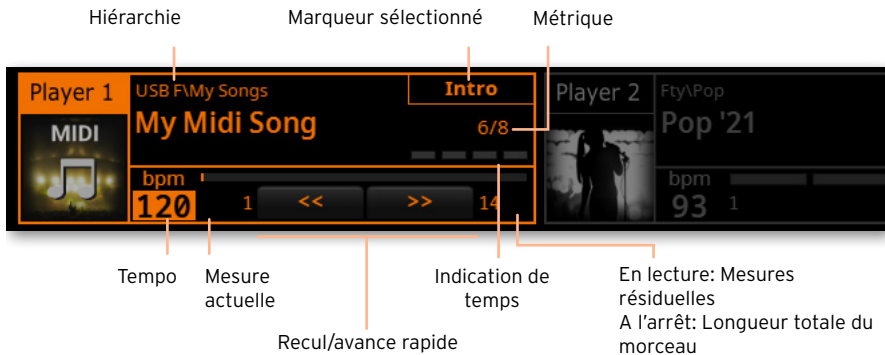 Hiérarchie
Marqueur sélectionné
Métrique
Player 1
USB F\My Songs
Intro
My Midi Song
6/8
MIDI
bpm
120
1
<<
>>
14
Player 2
Fty\Pop
Pop '21
bpm
93
1
Tempo
Mesure
actuelle
Recul/avance rapide
Indication de
temps
En lecture: Mesures
résiduelles
A l'arrêt: Longueur totale du
morceau